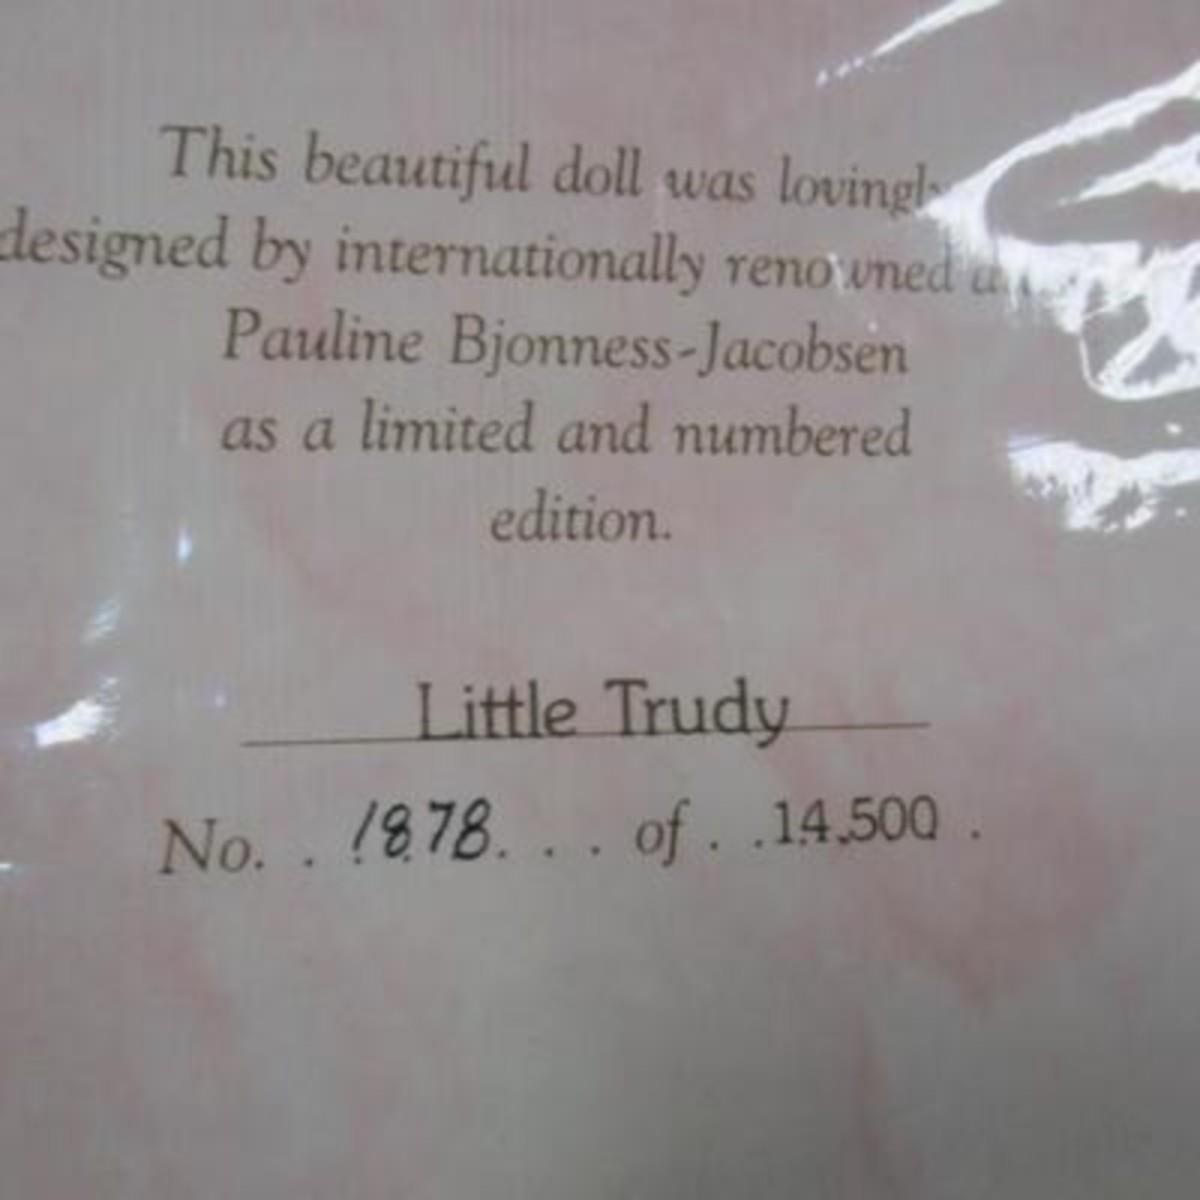 This beautiful doll was lovingly
designed by internationally renowned
Pauline Bjonness-Jacobsen
as a limited and numbered
edition.
Little Trudy
No. . 1878. . . . of . . 14,500 .